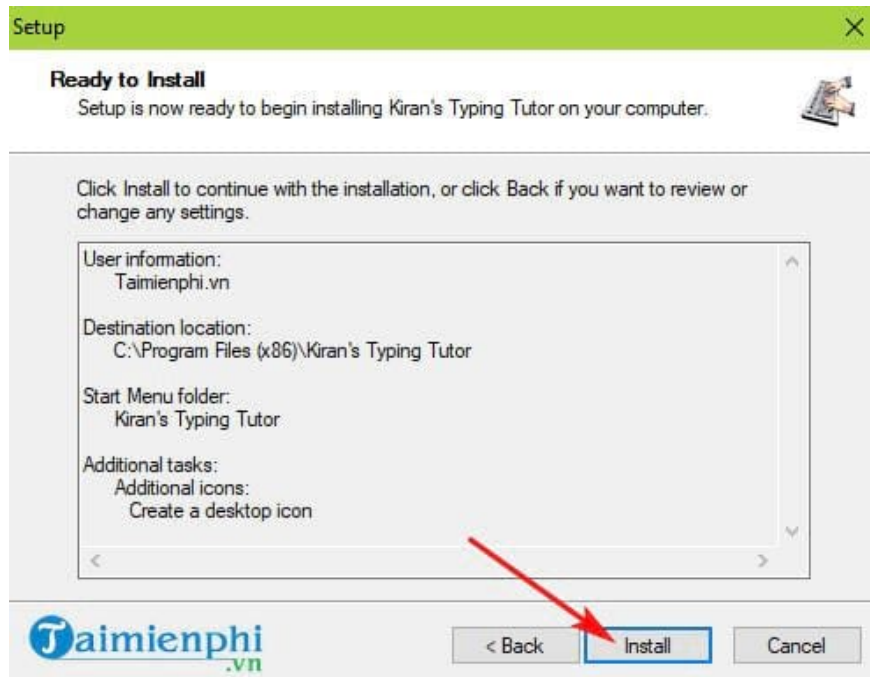 Setup
Ready to Install
Setup is now ready to begin installing Kiran's Typing Tutor on your computer.
Click Install to continue with the installation, or click Back if you want to review or
change any settings.
User information:
Taimienphi.vn
Destination location:
C:\Program Files (x86)\Kiran's Typing Tutor
Start Menu folder:
Kiran's Typing Tutor
Additional tasks:
Additional icons:
Create a desktop icon
Taimienphi
.vn
< Back
Install
Cancel